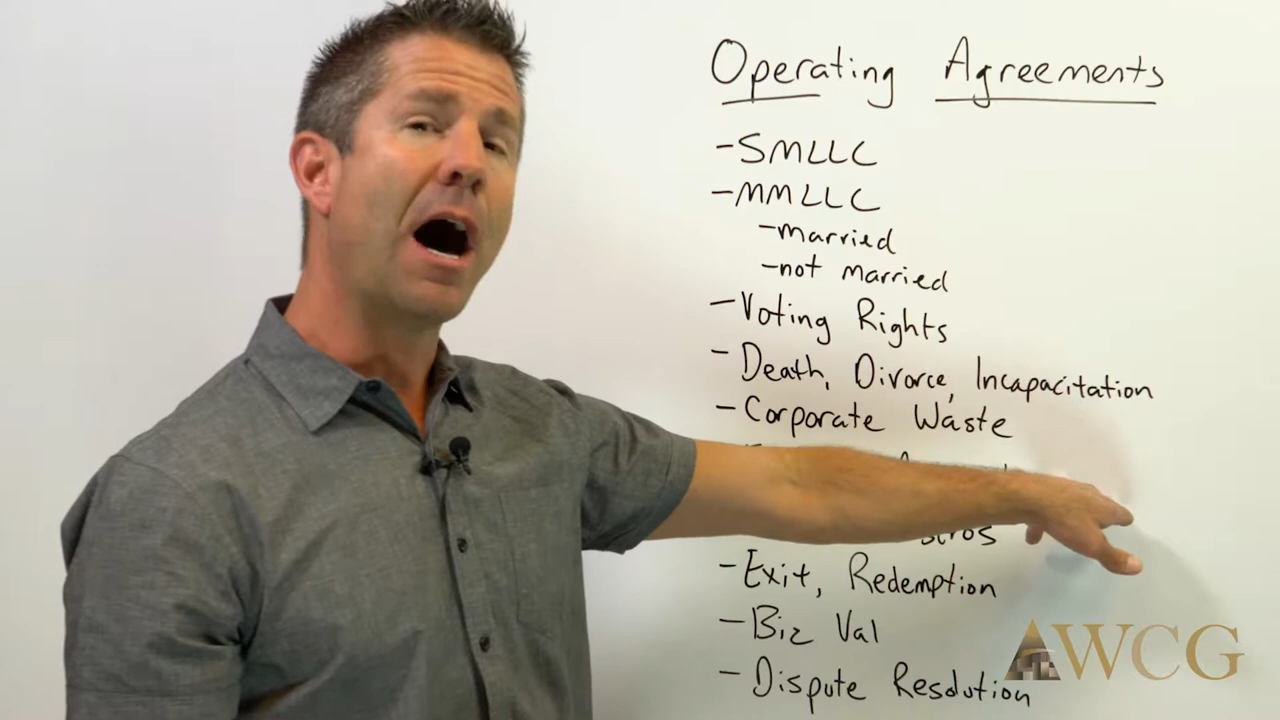 Operating Agreements
-SMLLC
-MMLLC
-married
-not married
-Voting Rights
-Death, Divorce, Incapacitation
-Corporate Waste
-Exit, Redemption
-Biz Val
-Dispute Resolution
AWCG